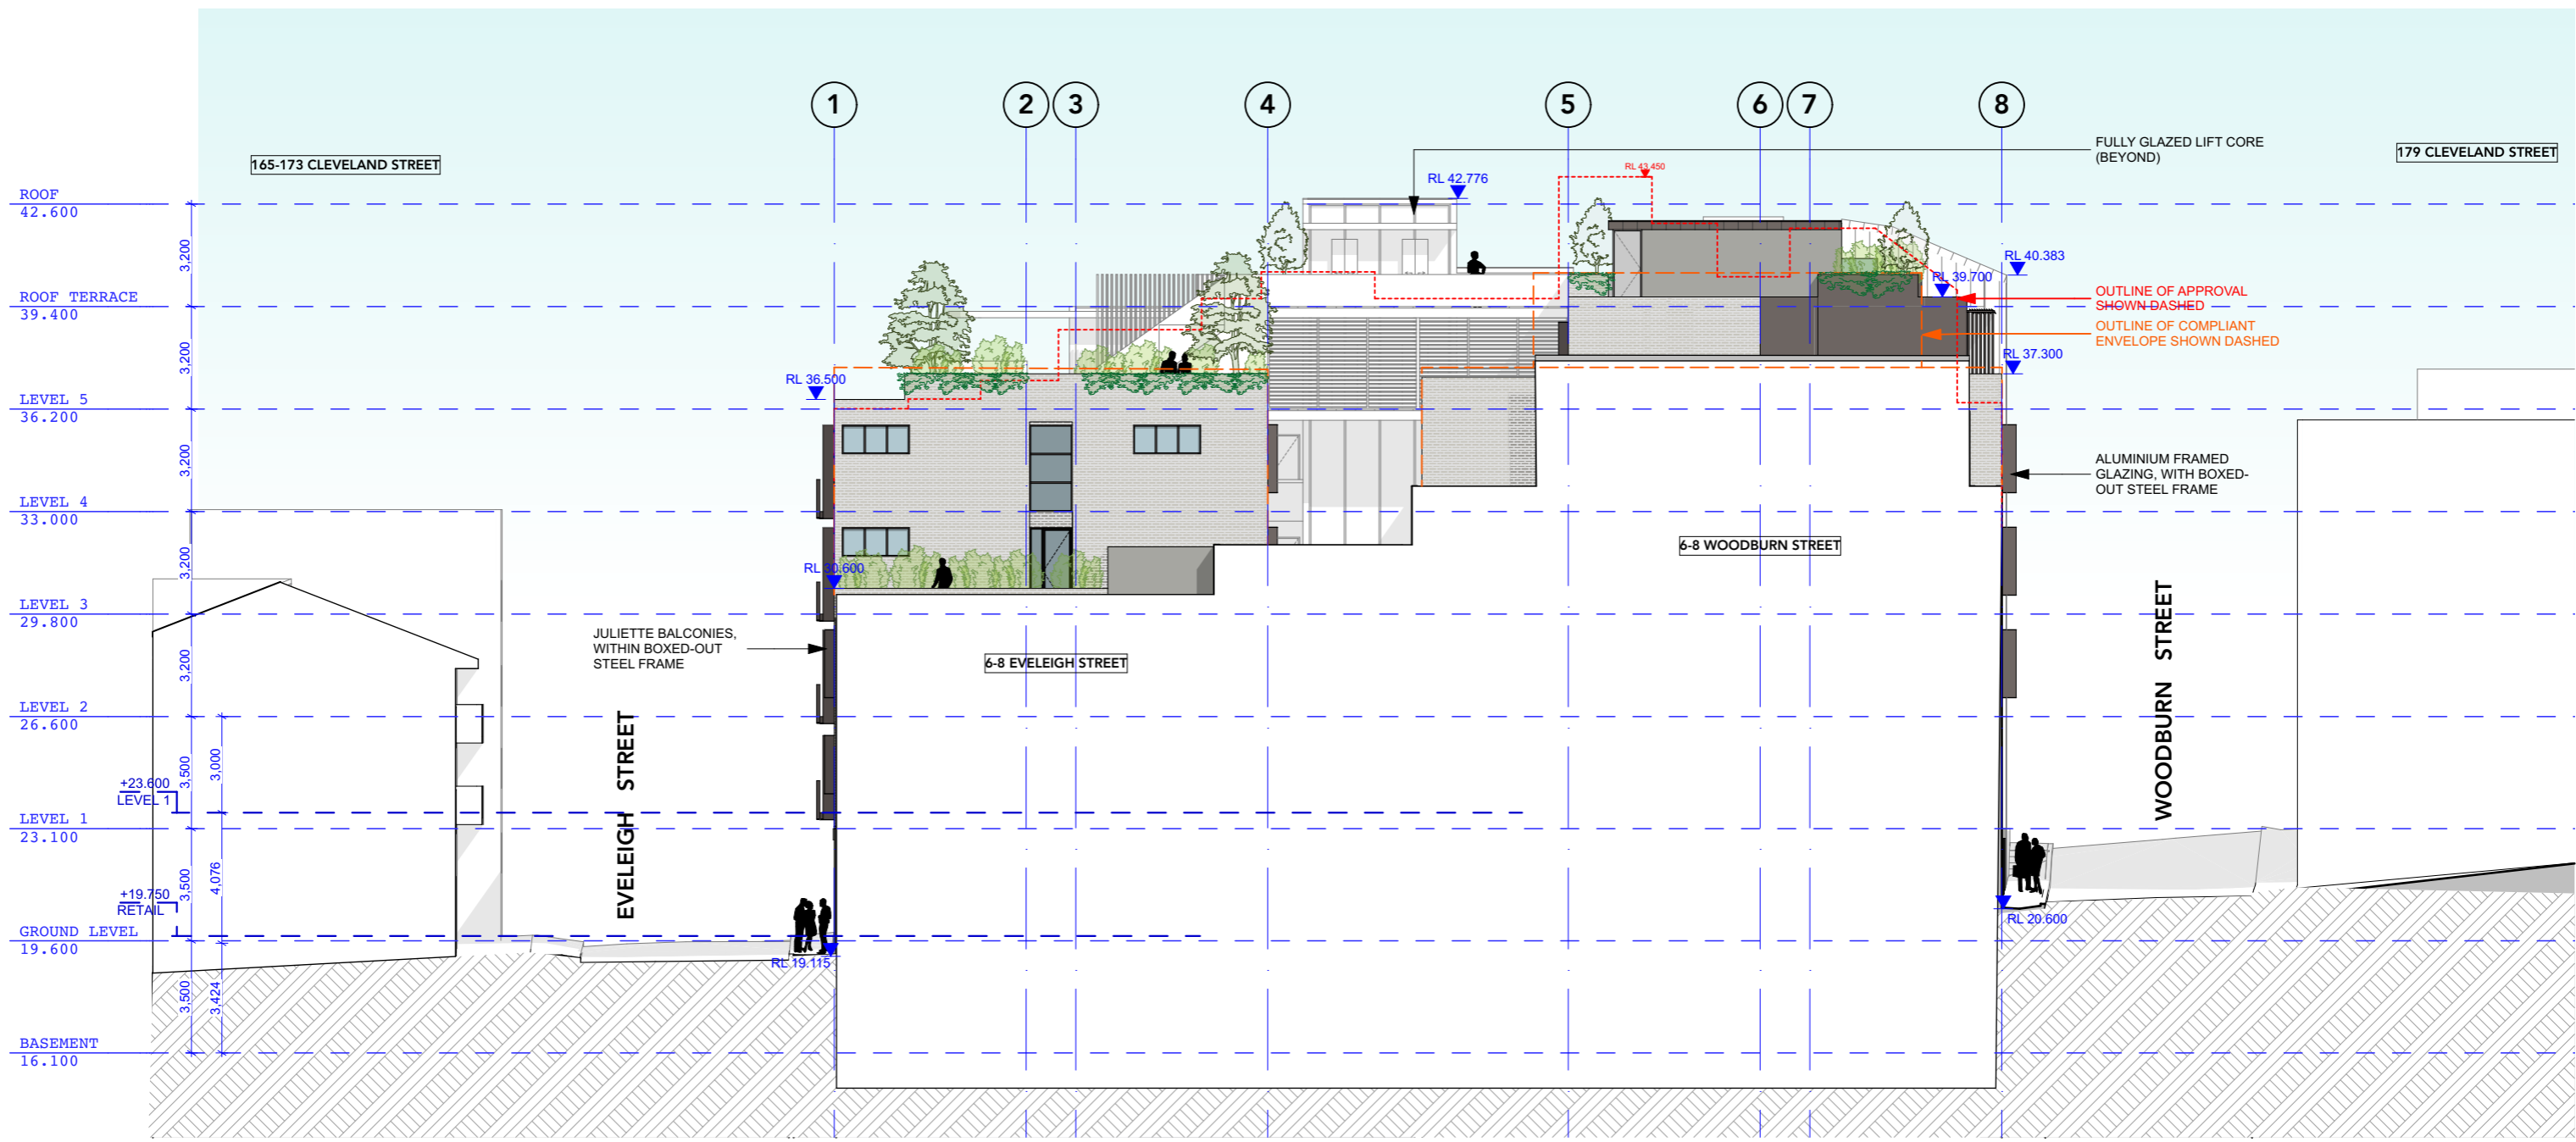 1
2
3
4
5
6
7
8
165-173 CLEVELAND STREET
179 CLEVELAND STREET
FULLY GLAZED LIFT CORE
(BEYOND)
RL 43.450
RL 42.776
RL 40.383
RL 39.700
OUTLINE OF APPROVAL
SHOWN DASHED
OUTLINE OF COMPLIANT
ENVELOPE SHOWN DASHED
RL 37.300
RL 36.500
ALUMINIUM FRAMED
GLAZING, WITH BOXED-
OUT STEEL FRAME
6-8 WOODBURN STREET
RL 30.600
JULIETTE BALCONIES,
WITHIN BOXED-OUT
STEEL FRAME
6-8 EVELEIGH STREET
EVELEIGH STREET
WOODBURN STREET
RL 20.600
RL 19.115
ROOF
42.600
3,200
ROOF TERRACE
39.400
3,200
LEVEL 5
36.200
3,200
LEVEL 4
33.000
3,200
LEVEL 3
29.800
3,200
LEVEL 2
26.600
3,500
3,000
+23.600
LEVEL 1
LEVEL 1
23.100
3,500
4,076
+19.750
RETAIL
GROUND LEVEL
19.600
3,500
3,424
BASEMENT
16.100